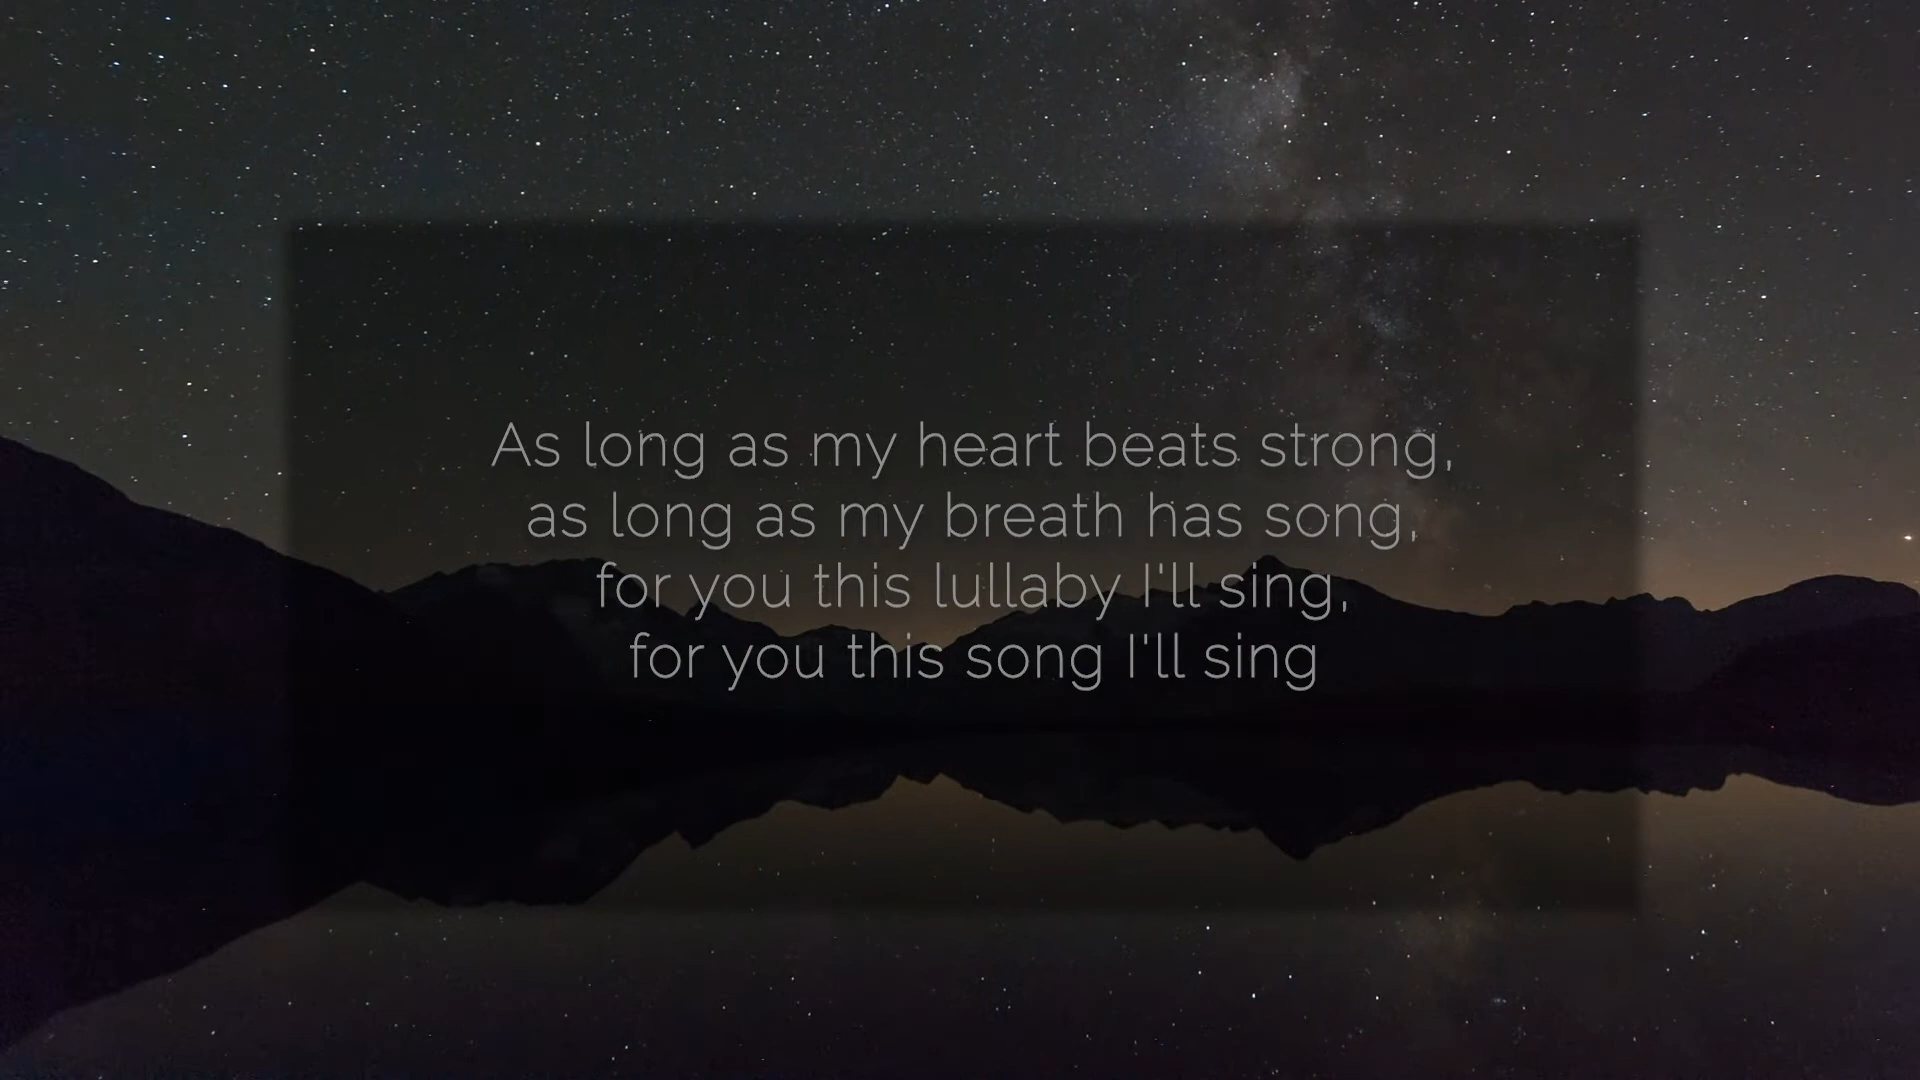 As long as my heart beats strong,
as long as my breath has song,
for you this lullaby I'll sing,
for you this song I'll sing